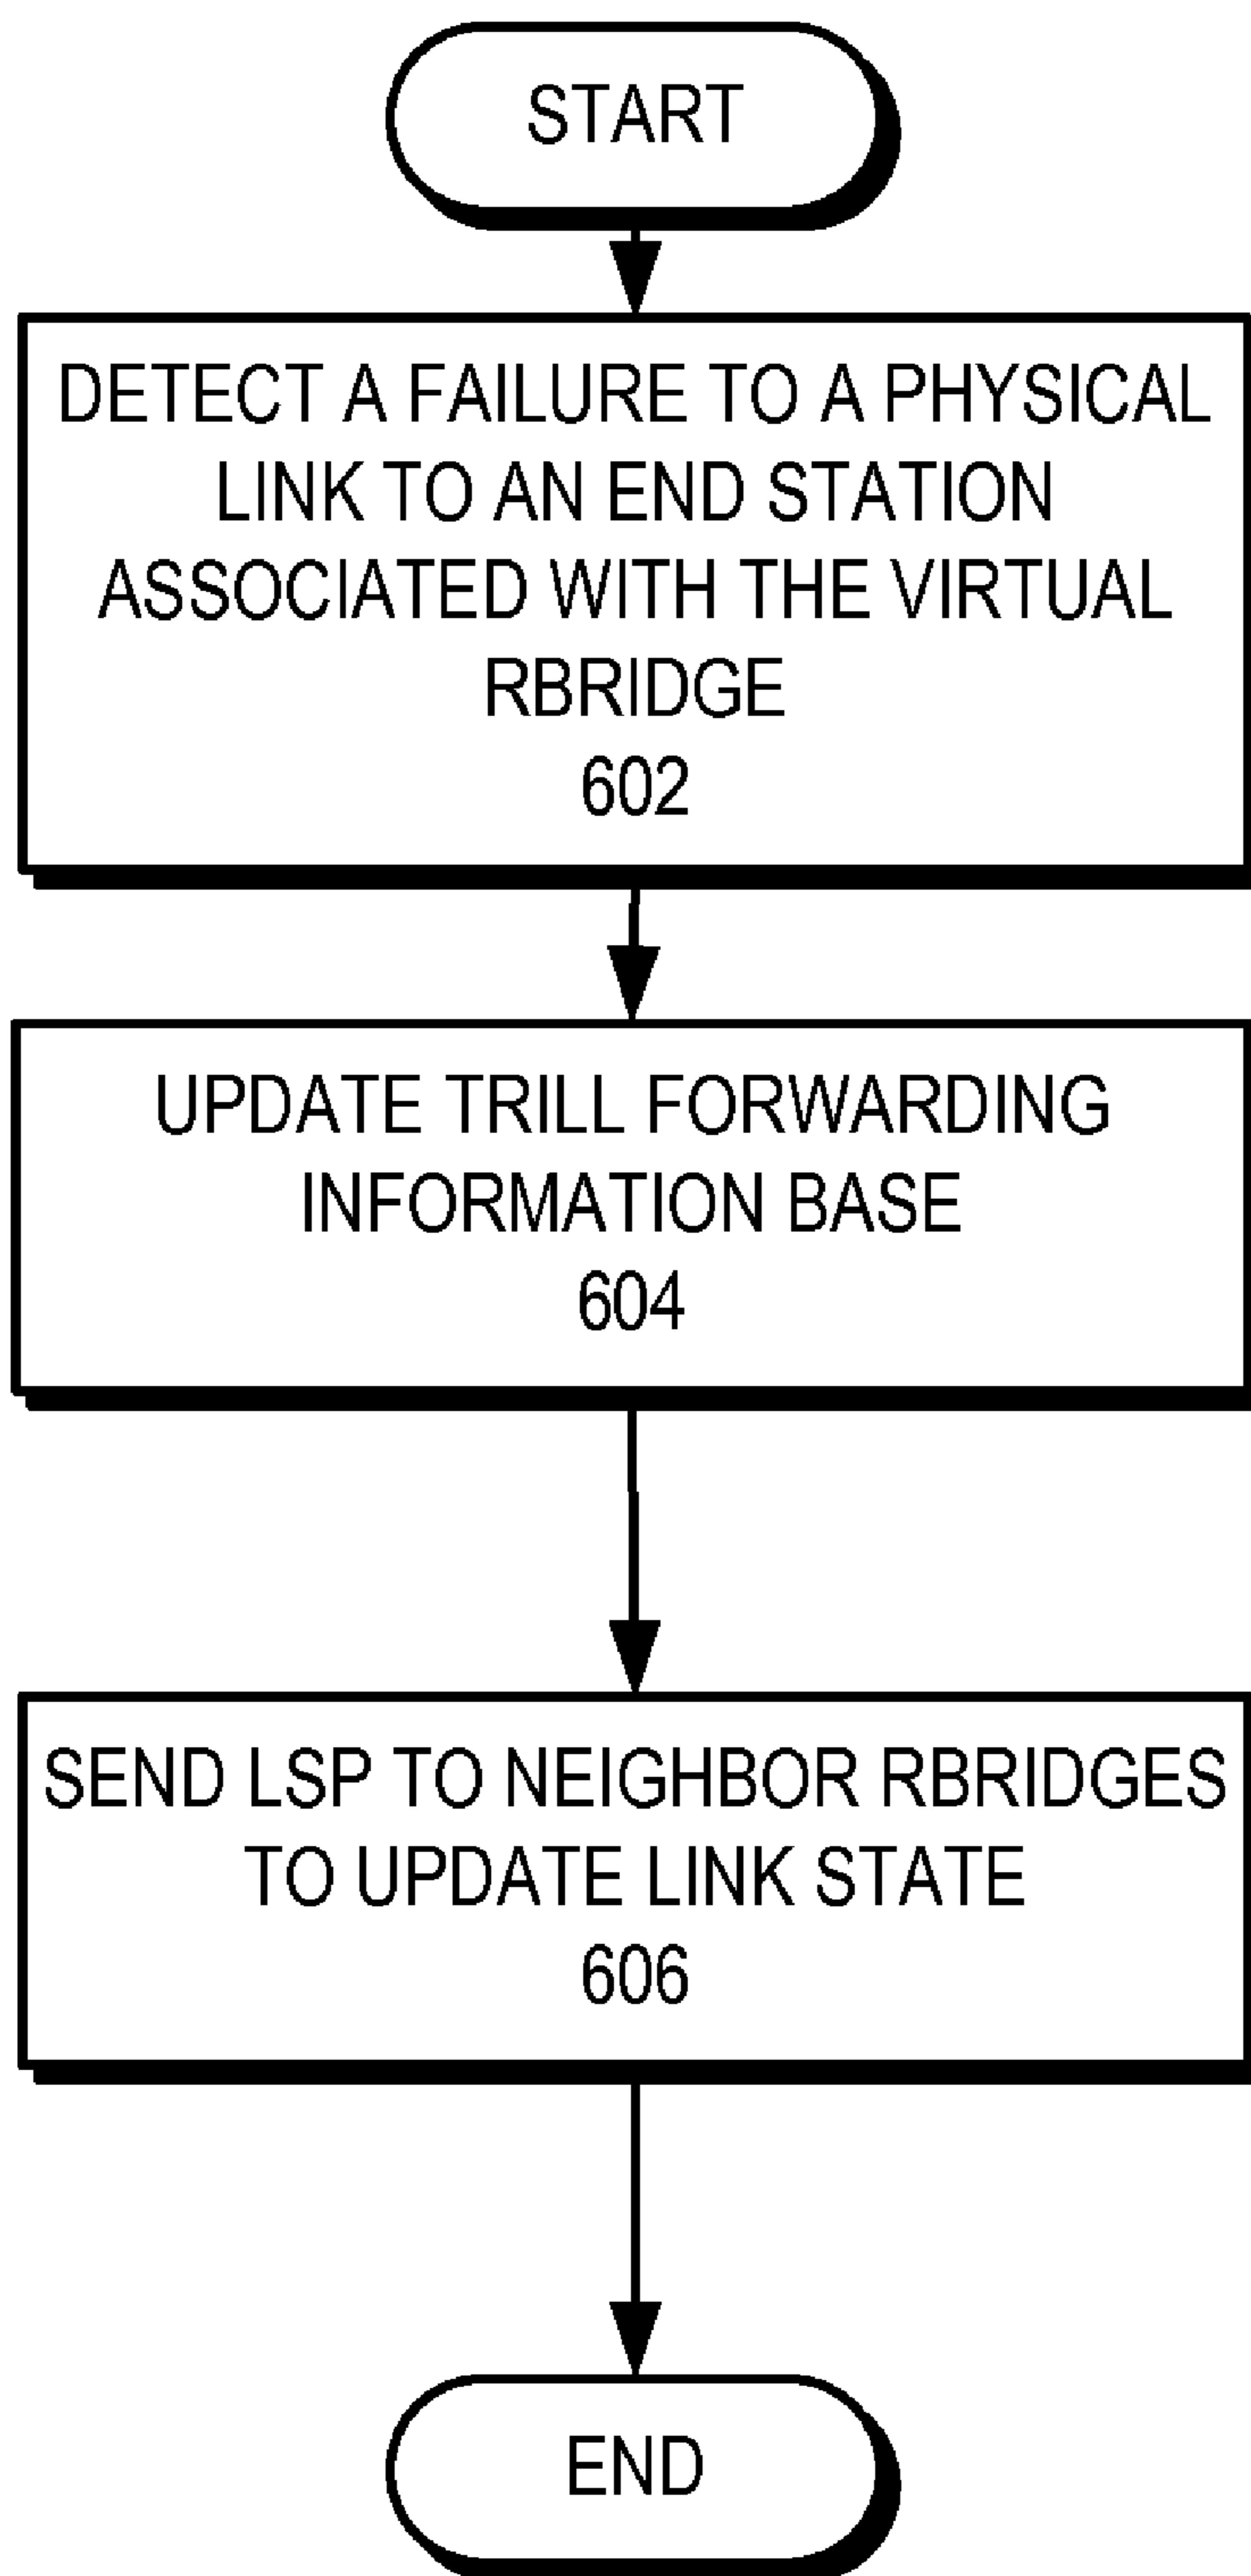 START
DETECT A FAILURE TO A PHYSICAL
LINK TO AN END STATION
ASSOCIATED WITH THE VIRTUAL
RBRIDGE
602
UPDATE TRILL FORWARDING
INFORMATION BASE
604
SEND LSP TO NEIGHBOR RBRIDGES
TO UPDATE LINK STATE
606
END